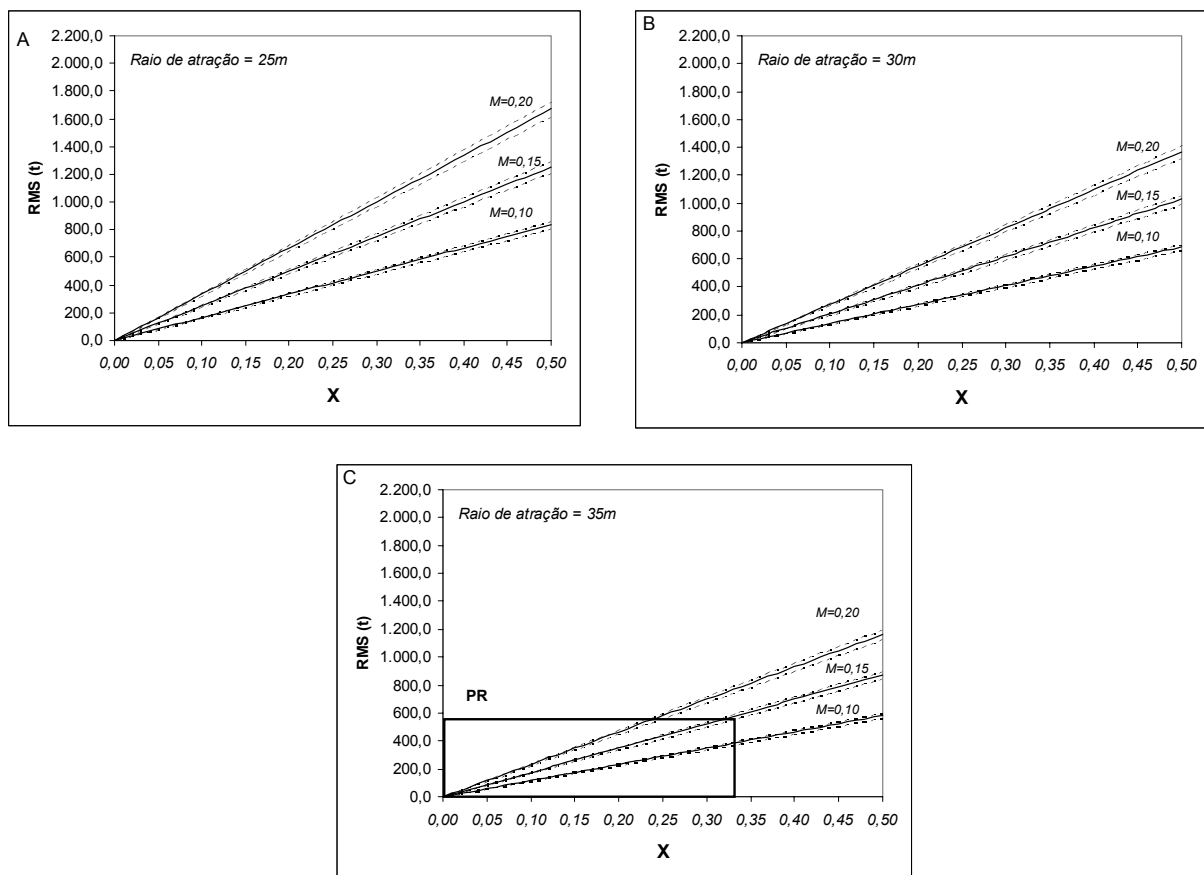 A
Raio de atração = 25m
RMS (t)
2.200,0
2.000,0
1.800,0
1.600,0
1.400,0
1.200,0
1.000,0
800,0
600,0
400,0
200,0
0,0
M=0,20
M=0,15
M=0,10
0,00 0,05 0,10 0,15 0,20 0,25 0,30 0,35 0,40 0,45 0,50
X
B
Raio de atração = 30m
RMS (t)
2.200,0
2.000,0
1.800,0
1.600,0
1.400,0
1.200,0
1.000,0
800,0
600,0
400,0
200,0
0,0
M=0,20
M=0,15
M=0,10
0,00 0,05 0,10 0,15 0,20 0,25 0,30 0,35 0,40 0,45 0,50
X
C
Raio de atração = 35m
RMS (t)
2.200,0
2.000,0
1.800,0
1.600,0
1.400,0
1.200,0
1.000,0
800,0
600,0
400,0
200,0
0,0
M=0,20
M=0,15
M=0,10
PR
0,00 0,05 0,10 0,15 0,20 0,25 0,30 0,35 0,40 0,45 0,50
X